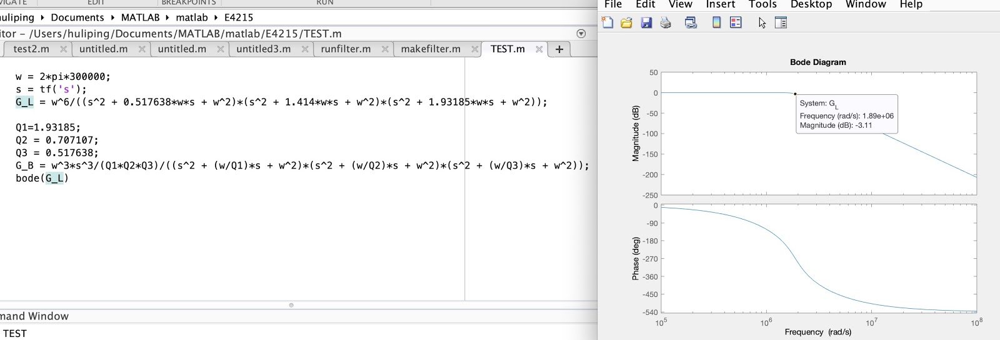 VIGATE EDIT BREAKPOINTS RUN
huliping Documents MATLAB matlab E4215
itor - /Users/huliping/Documents/MATLAB/matlab/E4215/TEST.m
test2.m untitled.m untitled.m untitled3.m runfilter.m makefilter.m TEST.m
w = 2*pi*300000;
s = tf('s');
G_L = w^6/((s^2 + 0.517638*w*s + w^2)*(s^2 + 1.414*w*s + w^2)*(s^2 + 1.93185*w*s + w^2));
Q1=1.93185;
Q2 = 0.707107;
Q3 = 0.517638;
G_B = w^3*s^3/(Q1*Q2*Q3)/((s^2 + (w/Q1)*s + w^2)*(s^2 + (w/Q2)*s + w^2)*(s^2 + (w/Q3)*s + w^2));
bode(G_L)
mand Window
TEST
File Edit View Insert Tools Desktop Window Help
Bode Diagram
Magnitude (dB)
50
0
-50
-100
-150
-200
-250
System: G_L
Frequency (rad/s): 1.89e+06
Magnitude (dB): -3.11
Phase (deg)
0
-90
-180
-270
-360
-450
-540
10^5 10^6 10^7 10^8
Frequency (rad/s)